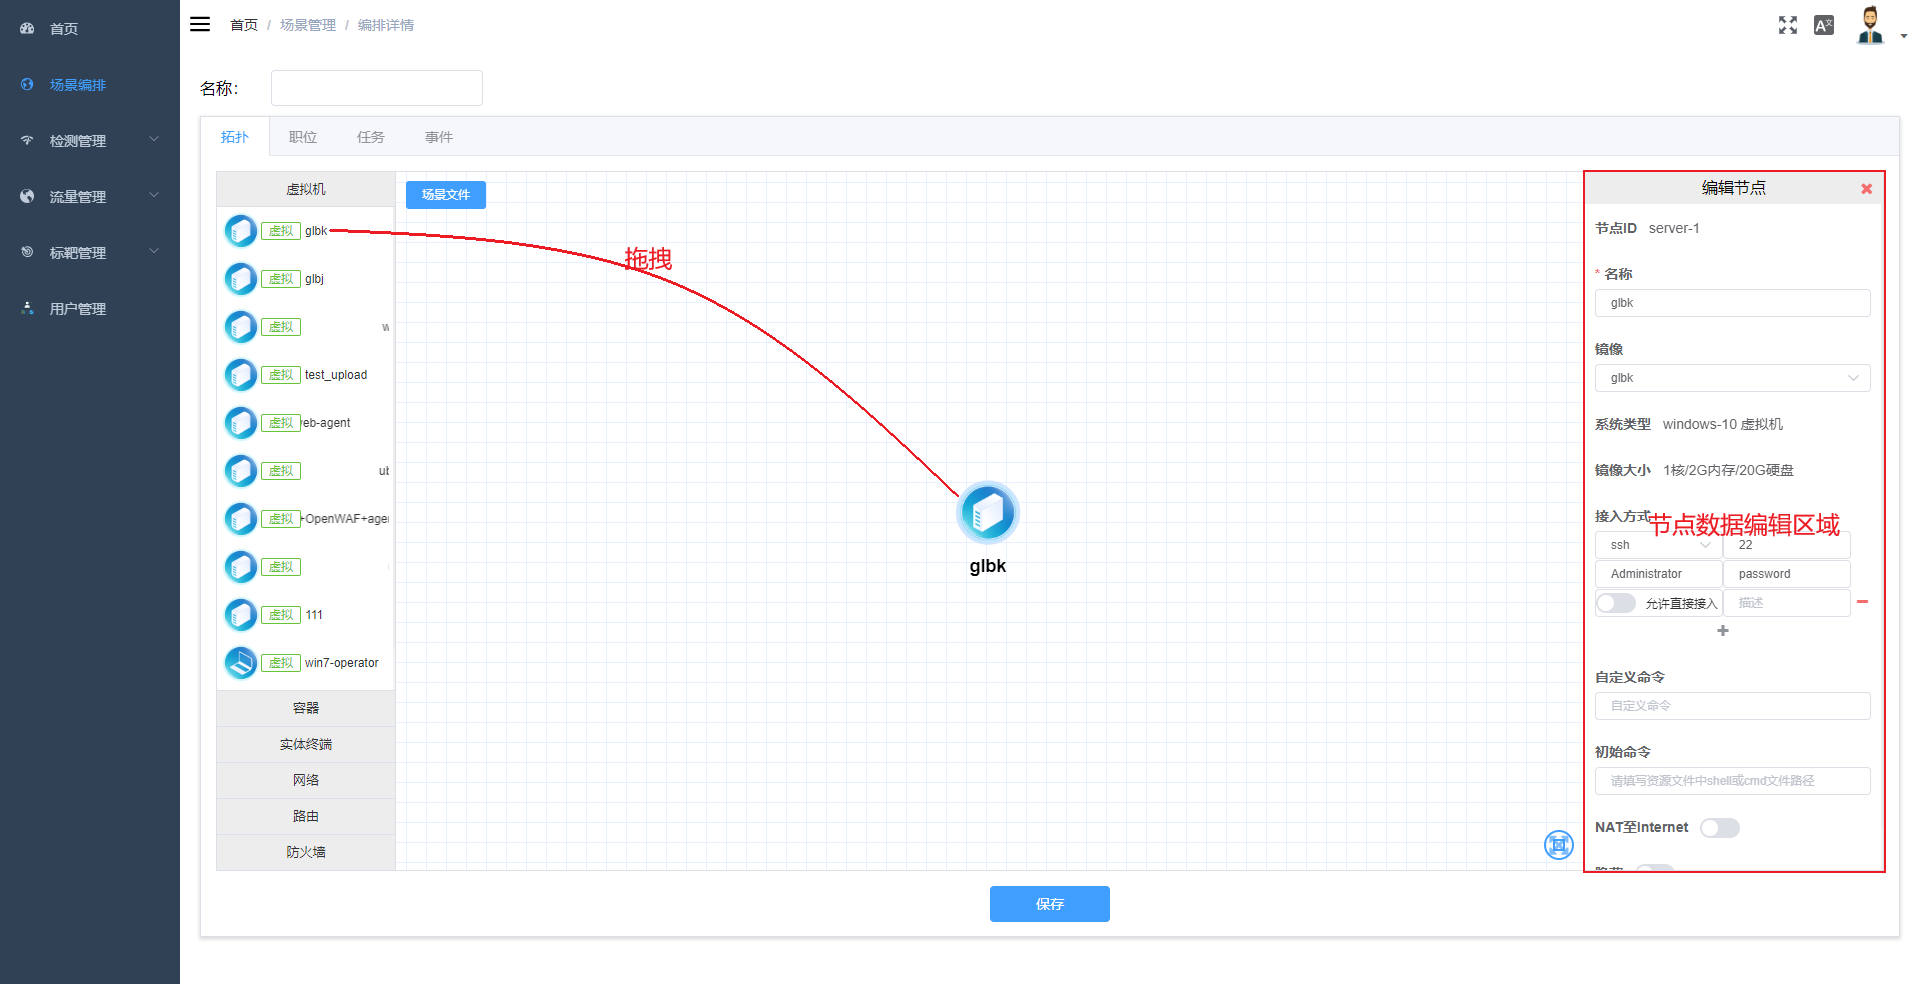 首页
场景编排
检测管理
流量管理
标靶管理
用户管理
首页 / 场景管理 / 编排详情
名称：
拓扑
职位
任务
事件
虚拟机
虚拟 glbk
虚拟 glbj
虚拟
虚拟 test_upload
虚拟 eb-agent
虚拟 ub
虚拟 +OpenWAF+agen
虚拟
虚拟 111
虚拟 win7-operator
容器
实体终端
网络
路由
防火墙
场景文件
拖拽
glbk
编辑节点
节点ID server-1
* 名称
glbk
镜像
glbk
系统类型 windows-10 虚拟机
镜像大小 1核/2G内存/20G硬盘
接入方式
节点数据编辑区域
ssh 22
Administrator password
允许直接接入 描述
自定义命令
自定义命令
初始命令
请填写资源文件中shell或cmd文件路径
NAT至Internet
保存